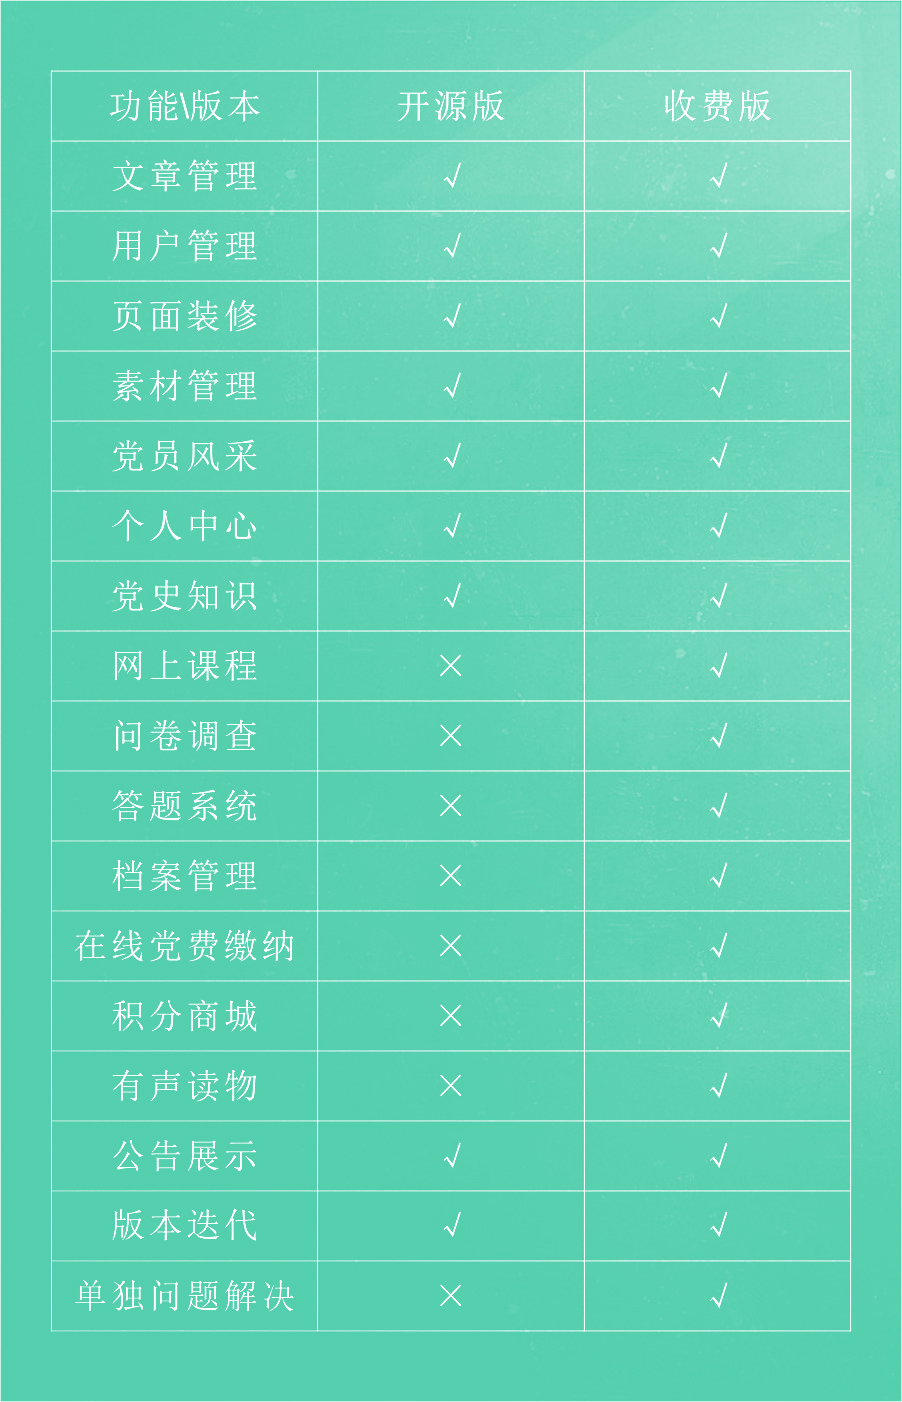 功能\版本 开源版 收费版
文章管理 √ √
用户管理 √ √
页面装修 √ √
素材管理 √ √
党员风采 √ √
个人中心 √ √
党史知识 √ √
网上课程 × √
问卷调查 × √
答题系统 × √
档案管理 × √
在线党费缴纳 × √
积分商城 × √
有声读物 × √
公告展示 √ √
版本迭代 √ √
单独问题解决 × √